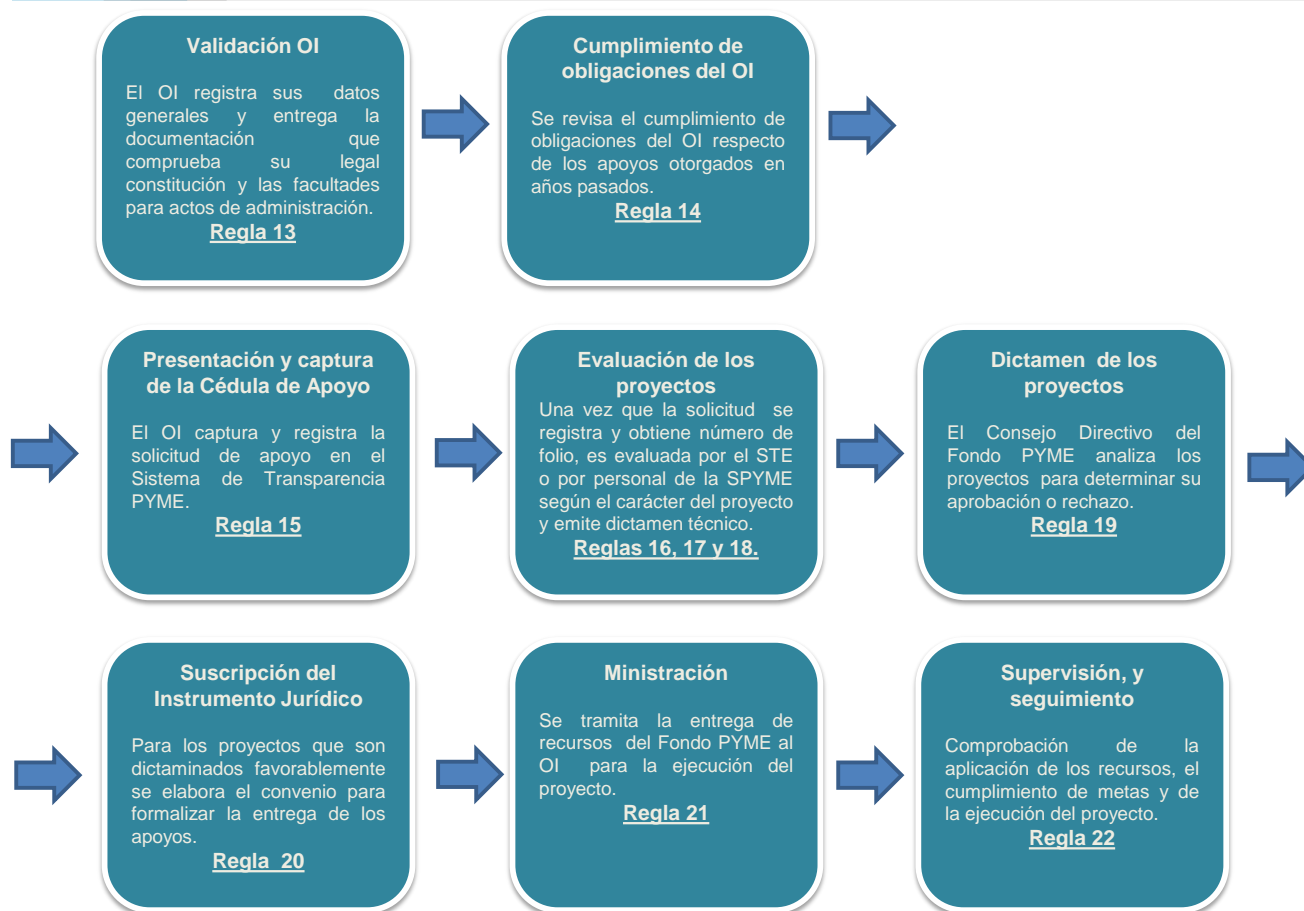 Validación OI
El OI registra sus datos
generales y entrega la
documentación que
comprueba su legal
constitución y las facultades
para actos de administración.
Regla 13
Cumplimiento de
obligaciones del OI
Se revisa el cumplimiento de
obligaciones del OI respecto
de los apoyos otorgados en
años pasados.
Regla 14
Presentación y captura
de la Cédula de Apoyo
El OI captura y registra la
solicitud de apoyo en el
Sistema de Transparencia
PYME.
Regla 15
Evaluación de los
proyectos
Una vez que la solicitud se
registra y obtiene número de
folio, es evaluada por el STE
o por personal de la SPYME
según el carácter del proyecto
y emite dictamen técnico.
Reglas 16, 17 y 18.
Dictamen de los
proyectos
El Consejo Directivo del
Fondo PYME analiza los
proyectos para determinar su
aprobación o rechazo.
Regla 19
Suscripción del
Instrumento Jurídico
Para los proyectos que son
dictaminados favorablemente
se elabora el convenio para
formalizar la entrega de los
apoyos.
Regla 20
Ministración
Se tramita la entrega de
recursos del Fondo PYME al
OI para la ejecución del
proyecto.
Regla 21
Supervisión, y
seguimiento
Comprobación de la
aplicación de los recursos, el
cumplimiento de metas y de
la ejecución del proyecto.
Regla 22